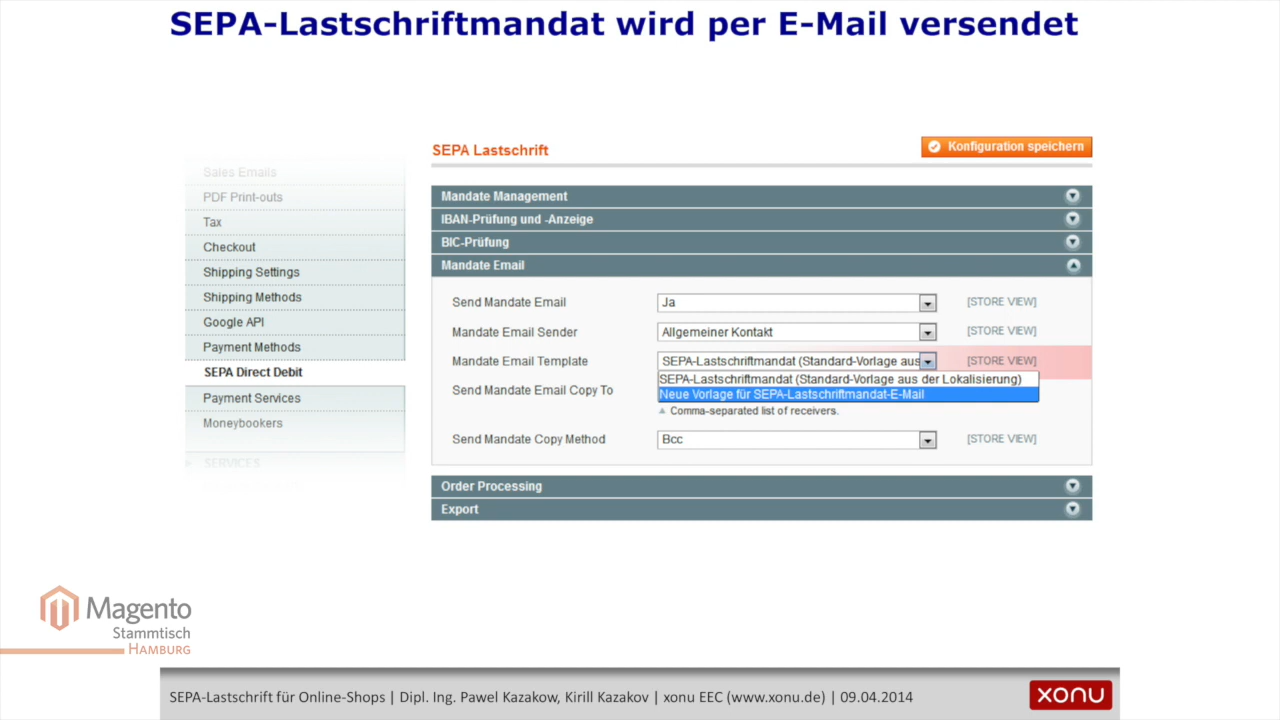 SEPA-Lastschriftmandat wird per E-Mail versendet
SEPA Lastschrift
Konfiguration speichern
Sales Emails
PDF Print-outs
Tax
Checkout
Shipping Settings
Shipping Methods
Google API
Payment Methods
SEPA Direct Debit
Payment Services
Moneybookers
SERVICES
Mandate Management
IBAN-Prüfung und -Anzeige
BIC-Prüfung
Mandate Email
Send Mandate Email Ja [STORE VIEW]
Mandate Email Sender Allgemeiner Kontakt [STORE VIEW]
Mandate Email Template SEPA-Lastschriftmandat (Standard-Vorlage aus [STORE VIEW]
SEPA-Lastschriftmandat (Standard-Vorlage aus der Lokalisierung)
Send Mandate Email Copy To Neue Vorlage für SEPA-Lastschriftmandat-E-Mail
Comma-separated list of receivers.
Send Mandate Copy Method Bcc [STORE VIEW]
Order Processing
Export
Magento
Stammtisch
HAMBURG
SEPA-Lastschrift für Online-Shops | Dipl. Ing. Pawel Kazakow, Kirill Kazakov | xonu EEC (www.xonu.de) | 09.04.2014
xonu